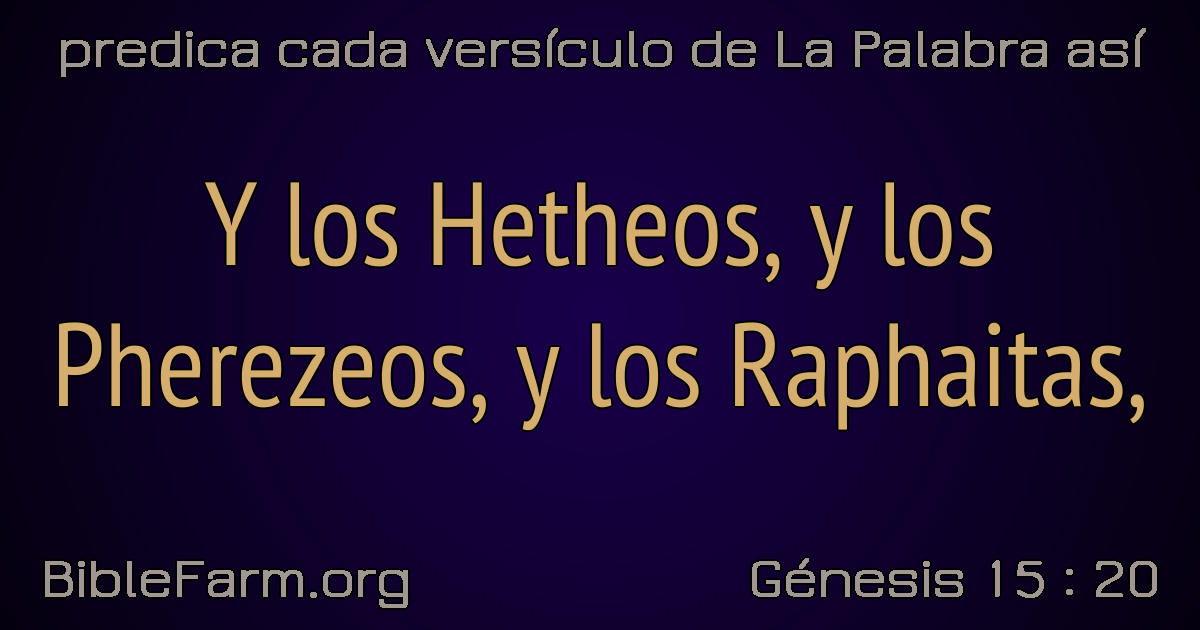 predica cada versículo de La Palabra así
Y los Hetheos, y los
Pherezeos, y los Raphaitas,
BibleFarm.org
Génesis 15 : 20